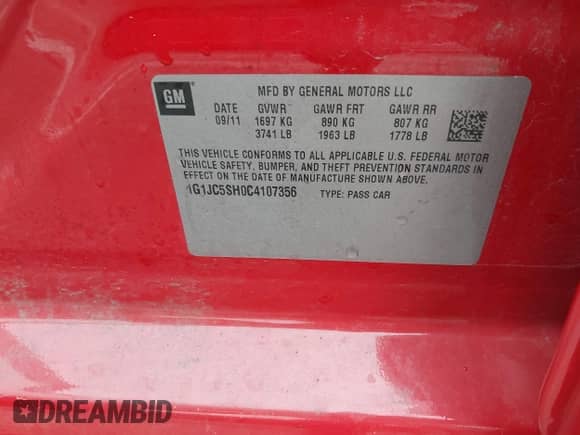 GM
MFD BY GENERAL MOTORS LLC
DATE GVWR GAWR FRT GAWR RR
09/11 1697 KG 890 KG 807 KG
3741 LB 1963 LB 1778 LB
THIS VEHICLE CONFORMS TO ALL APPLICABLE U.S. FEDERAL MOTOR
VEHICLE SAFETY, BUMPER, AND THEFT PREVENTION STANDARDS IN
EFFECT ON THE DATE OF MANUFACTURE SHOWN ABOVE.
1G1JC5SH0C4107356 TYPE: PASS CAR
DREAMBID